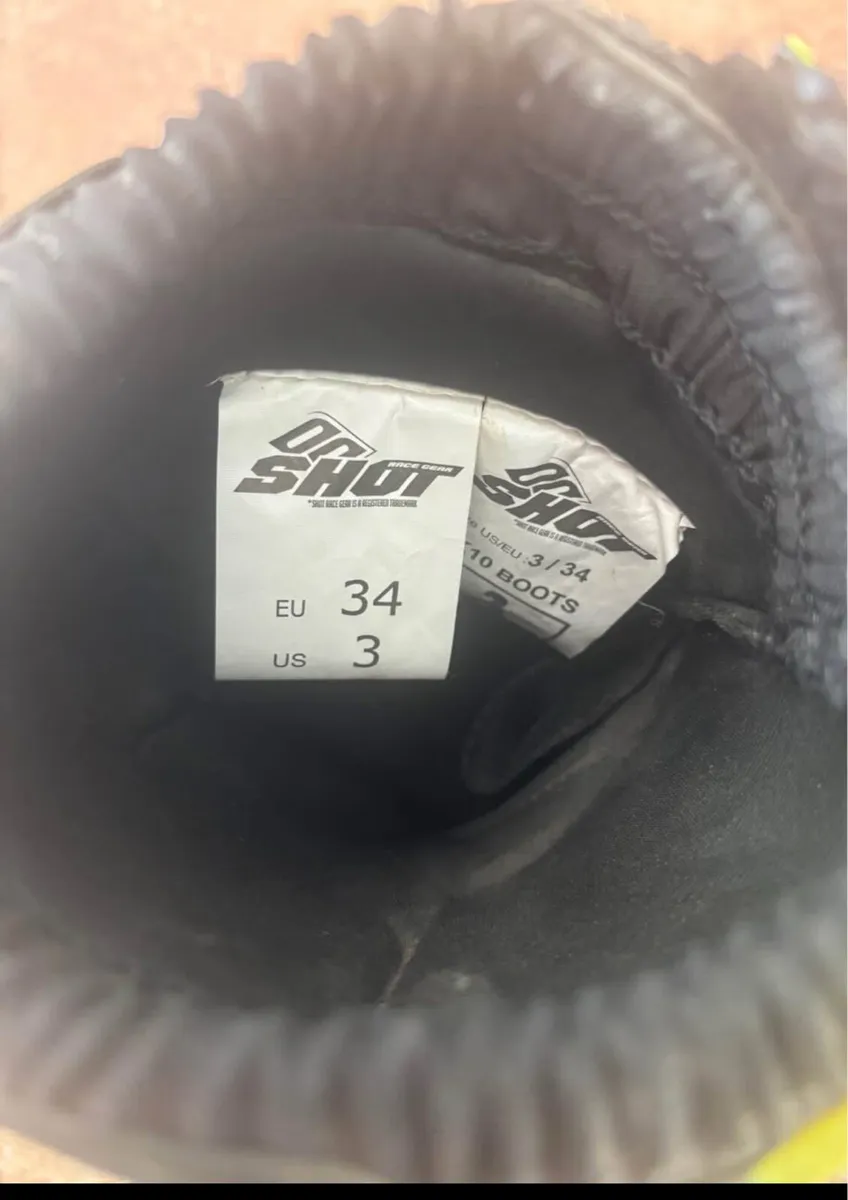 SHOT
RACE GEAR
*SHOT RACE GEAR IS A REGISTERED TRADEMARK.
EU 34
US 3
SHOT
US/EU : 3 / 34
10 BOOTS